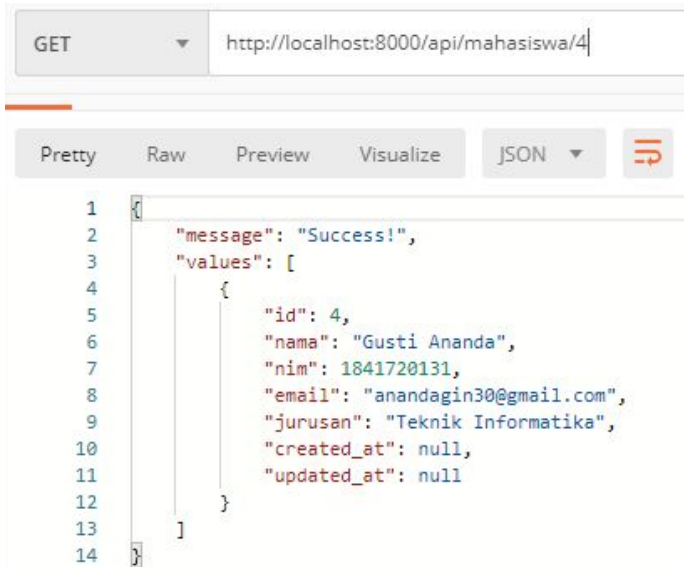 GET http://localhost:8000/api/mahasiswa/4
Pretty Raw Preview Visualize JSON
1 {
2 "message": "Success!",
3 "values": [
4 {
5 "id": 4,
6 "nama": "Gusti Ananda",
7 "nim": 1841720131,
8 "email": "anandagin30@gmail.com",
9 "jurusan": "Teknik Informatika",
10 "created_at": null,
11 "updated_at": null
12 }
13 ]
14 }